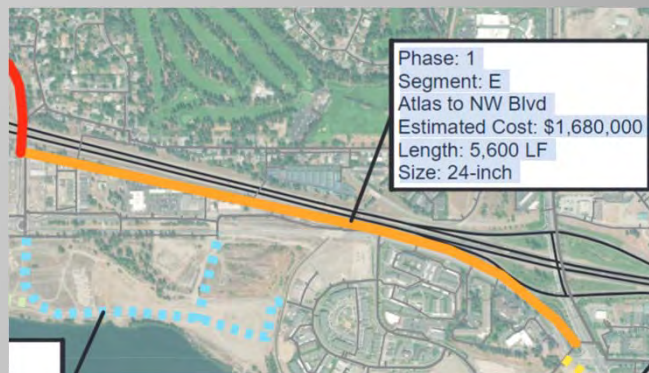 Phase: 1
Segment: E
Atlas to NW Blvd
Estimated Cost: $1,680,000
Length: 5,600 LF
Size: 24-inch